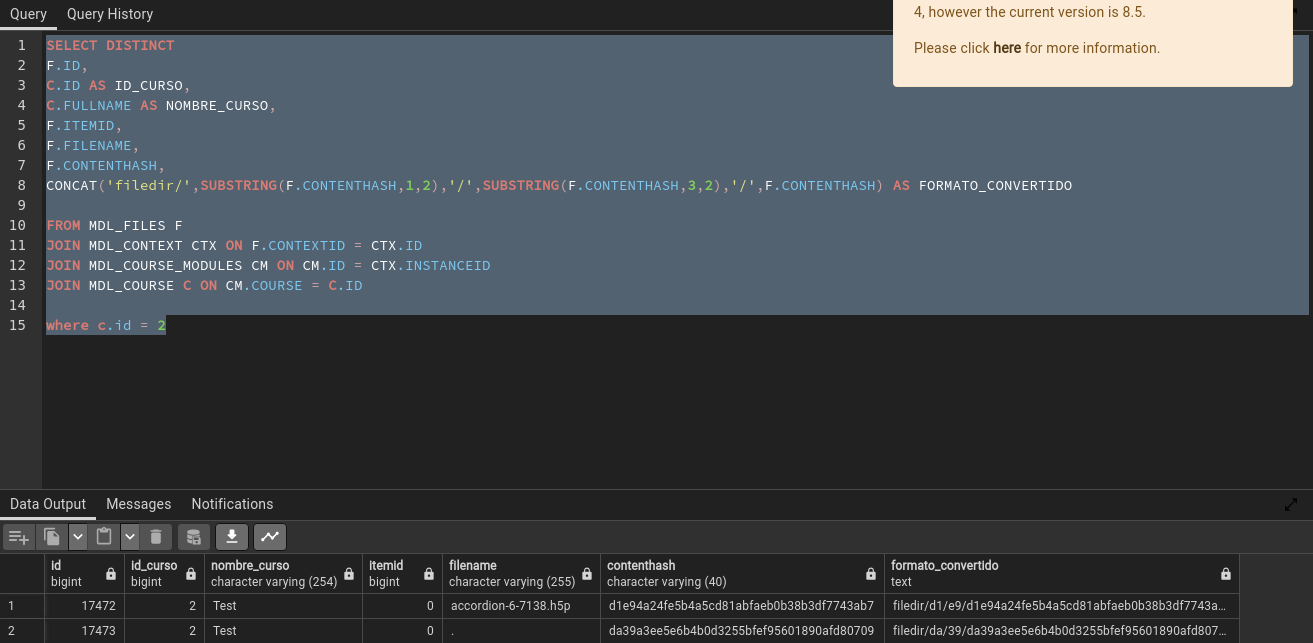 Query Query History
4, however the current version is 8.5.
Please click here for more information.
1 SELECT DISTINCT
2 F.ID,
3 C.ID AS ID_CURSO,
4 C.FULLNAME AS NOMBRE_CURSO,
5 F.ITEMID,
6 F.FILENAME,
7 F.CONTENTHASH,
8 CONCAT('filedir/',SUBSTRING(F.CONTENTHASH,1,2),'/',SUBSTRING(F.CONTENTHASH,3,2),'/',F.CONTENTHASH) AS FORMATO_CONVERTIDO
9
10 FROM MDL_FILES F
11 JOIN MDL_CONTEXT CTX ON F.CONTEXTID = CTX.ID
12 JOIN MDL_COURSE_MODULES CM ON CM.ID = CTX.INSTANCEID
13 JOIN MDL_COURSE C ON CM.COURSE = C.ID
14
15 where c.id = 2
Data Output Messages Notifications
id id_curso nombre_curso itemid filename contenthash formato_convertido
bigint bigint character varying (254) bigint character varying (255) character varying (40) text
1 17472 2 Test 0 accordion-6-7138.h5p d1e94a24fe5b4a5cd81abfaeb0b38b3df7743ab7 filedir/d1/e9/d1e94a24fe5b4a5cd81abfaeb0b38b3df7743a…
2 17473 2 Test 0 . da39a3ee5e6b4b0d3255bfef95601890afd80709 filedir/da/39/da39a3ee5e6b4b0d3255bfef95601890afd807…